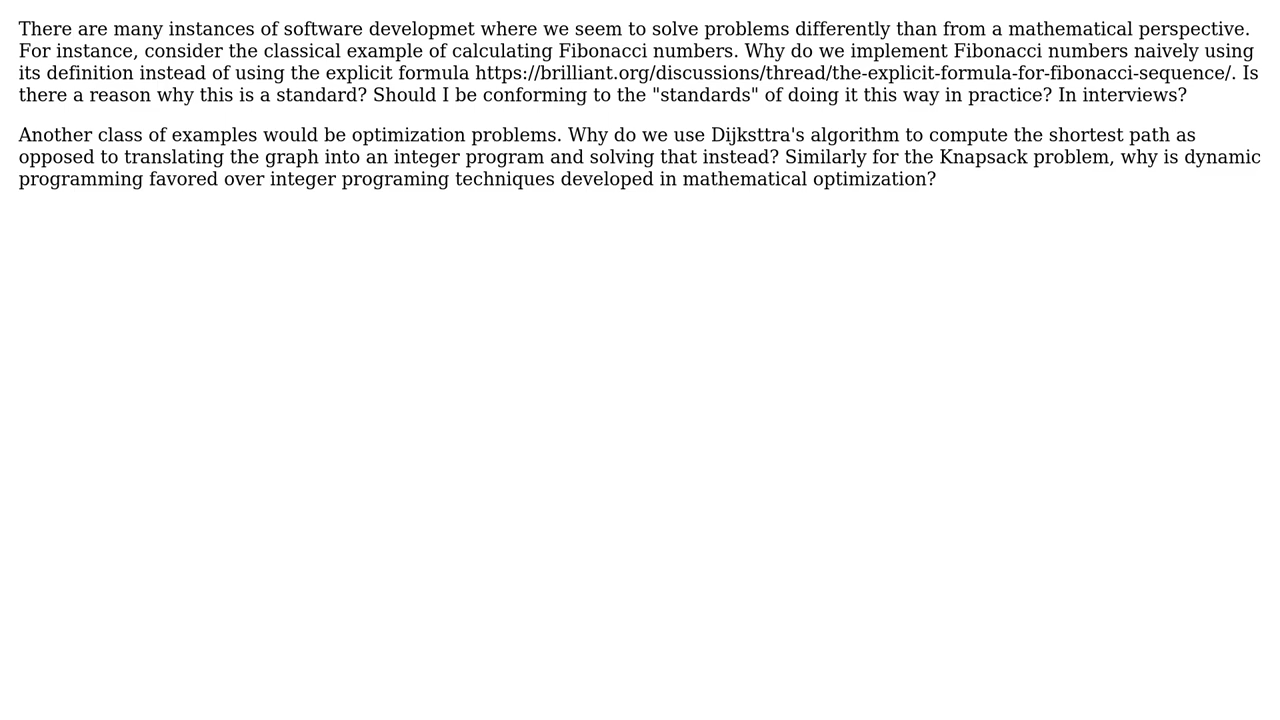 There are many instances of software developmet where we seem to solve problems differently than from a mathematical perspective.
For instance, consider the classical example of calculating Fibonacci numbers. Why do we implement Fibonacci numbers naively using
its definition instead of using the explicit formula https://brilliant.org/discussions/thread/the-explicit-formula-for-fibonacci-sequence/. Is
there a reason why this is a standard? Should I be conforming to the "standards" of doing it this way in practice? In interviews?
Another class of examples would be optimization problems. Why do we use Dijksttra's algorithm to compute the shortest path as
opposed to translating the graph into an integer program and solving that instead? Similarly for the Knapsack problem, why is dynamic
programming favored over integer programing techniques developed in mathematical optimization?